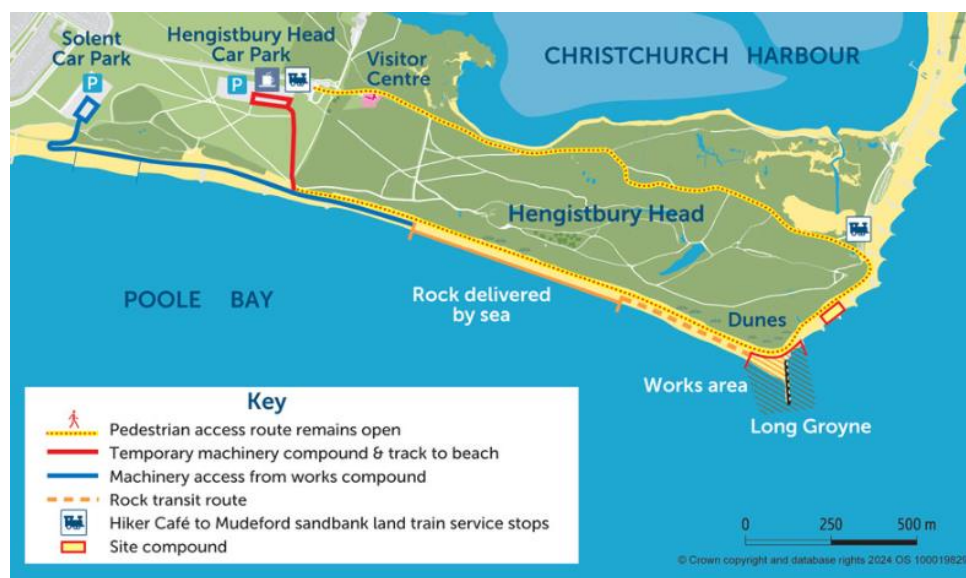 Solent
Car Park
Hengistbury Head
Car Park
Visitor
Centre
CHRISTCHURCH HARBOUR
P
P
Hengistbury Head
POOLE BAY
Rock delivered
by sea
Dunes
Works area
Long Groyne
Key
Pedestrian access route remains open
Temporary machinery compound & track to beach
Machinery access from works compound
Rock transit route
Hiker Café to Mudeford sandbank land train service stops
Site compound
0 250 500 m
© Crown copyright and database rights 2024 OS 100019829